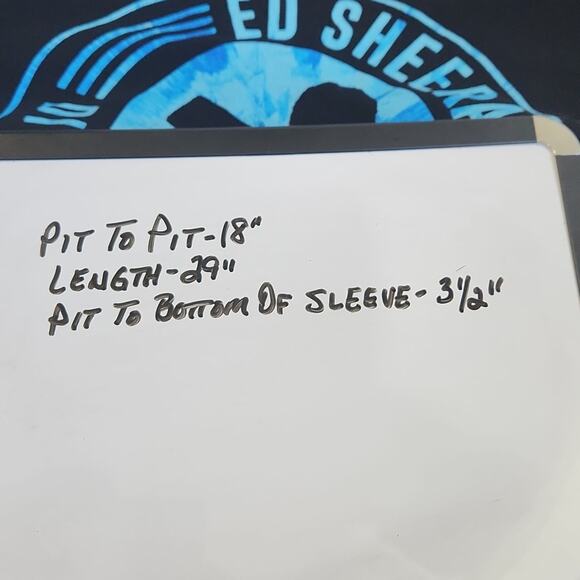 ED SHEERA
PIT TO PIT-18"
LENGTH-29"
PIT TO BOTTOM OF SLEEVE- 3 1/2"